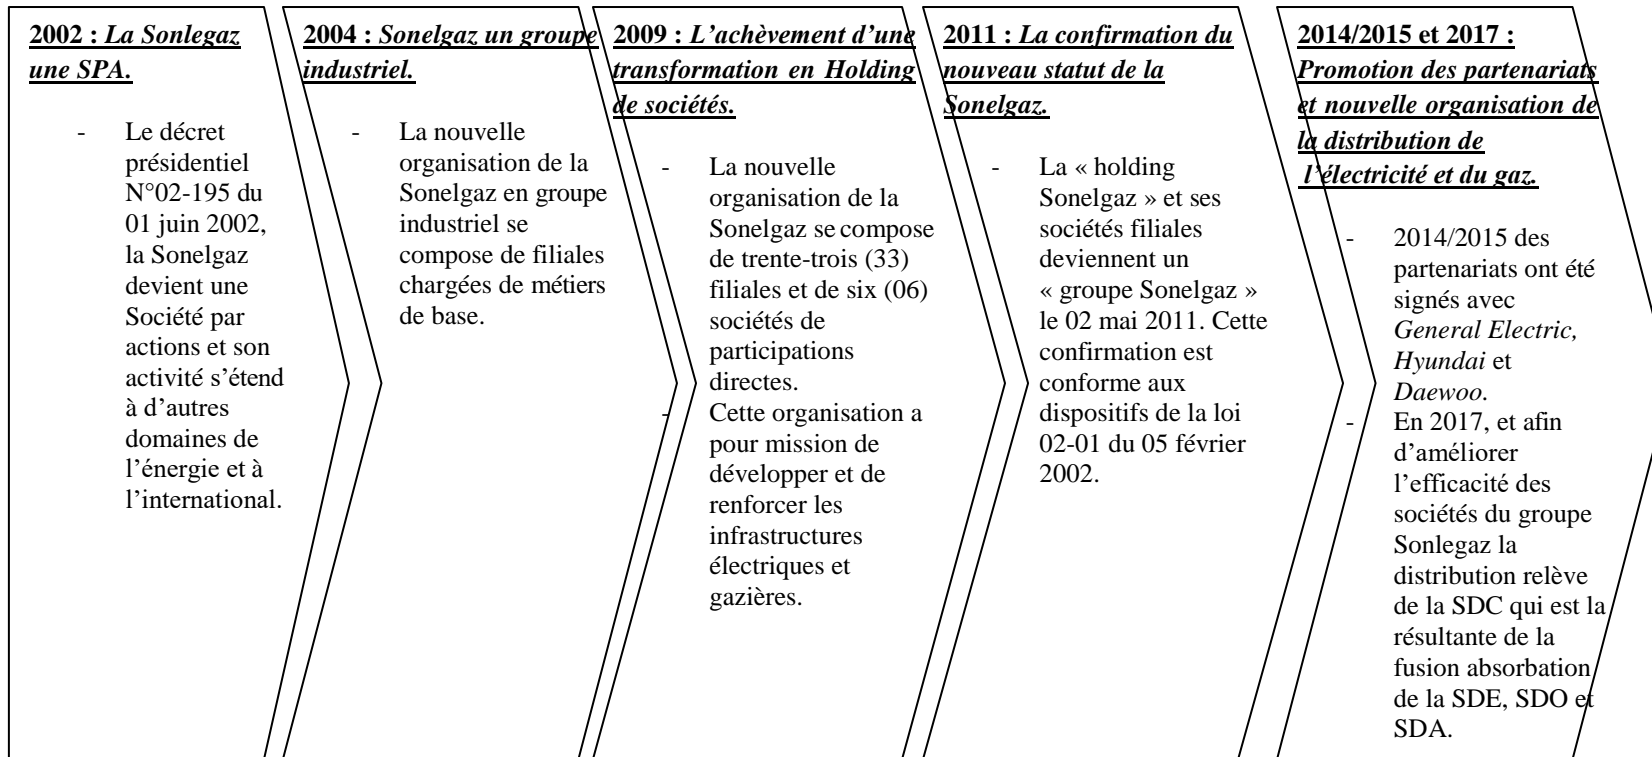 2002 : La Sonlegaz
une SPA.
- Le décret
présidentiel
N°02-195 du
01 juin 2002,
la Sonelgaz
devient une
Société par
actions et son
activité s’étend
à d’autres
domaines de
l’énergie et à
l’international.
2004 : Sonelgaz un groupe
industriel.
- La nouvelle
organisation de la
Sonelgaz en groupe
industriel se
compose de filiales
chargées de métiers
de base.
2009 : L’achèvement d’une
transformation en Holding
de sociétés.
- La nouvelle
organisation de la
Sonelgaz se compose
de trente-trois (33)
filiales et de six (06)
sociétés de
participations
directes.
- Cette organisation a
pour mission de
développer et de
renforcer les
infrastructures
électriques et
gazières.
2011 : La confirmation du
nouveau statut de la
Sonelgaz.
- La « holding
Sonelgaz » et ses
sociétés filiales
deviennent un
« groupe Sonelgaz »
le 02 mai 2011. Cette
confirmation est
conforme aux
dispositifs de la loi
02-01 du 05 février
2002.
2014/2015 et 2017 :
Promotion des partenariats
et nouvelle organisation de
la distribution de
l’électricité et du gaz.
- 2014/2015 des
partenariats ont été
signés avec
General Electric,
Hyundai et
Daewoo.
- En 2017, et afin
d’améliorer
l’efficacité des
sociétés du groupe
Sonlegaz la
distribution relève
de la SDC qui est la
résultante de la
fusion absorbation
de la SDE, SDO et
SDA.